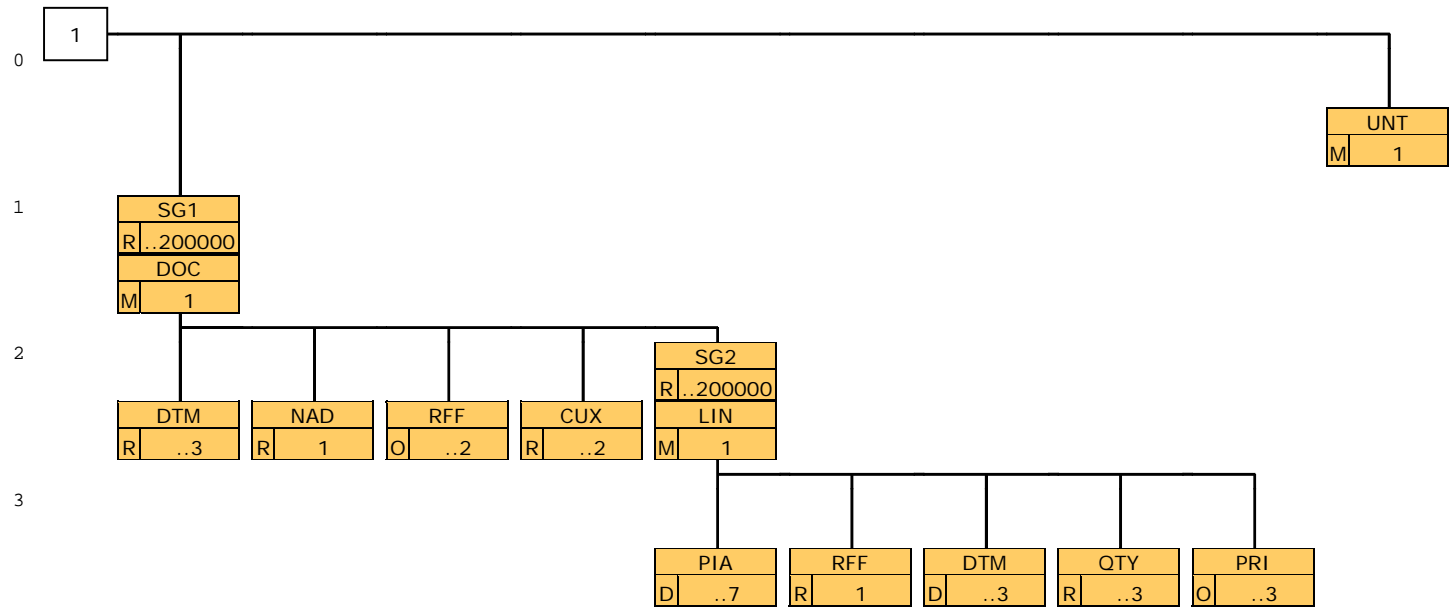 1
0
UNT
M 1
1
SG1
R ..200000
DOC
M 1
2
SG2
R ..200000
DTM NAD RFF CUX LIN
R ..3 R 1 O ..2 R ..2 M 1
3
PIA RFF DTM QTY PRI
D ..7 R 1 D ..3 R ..3 O ..3